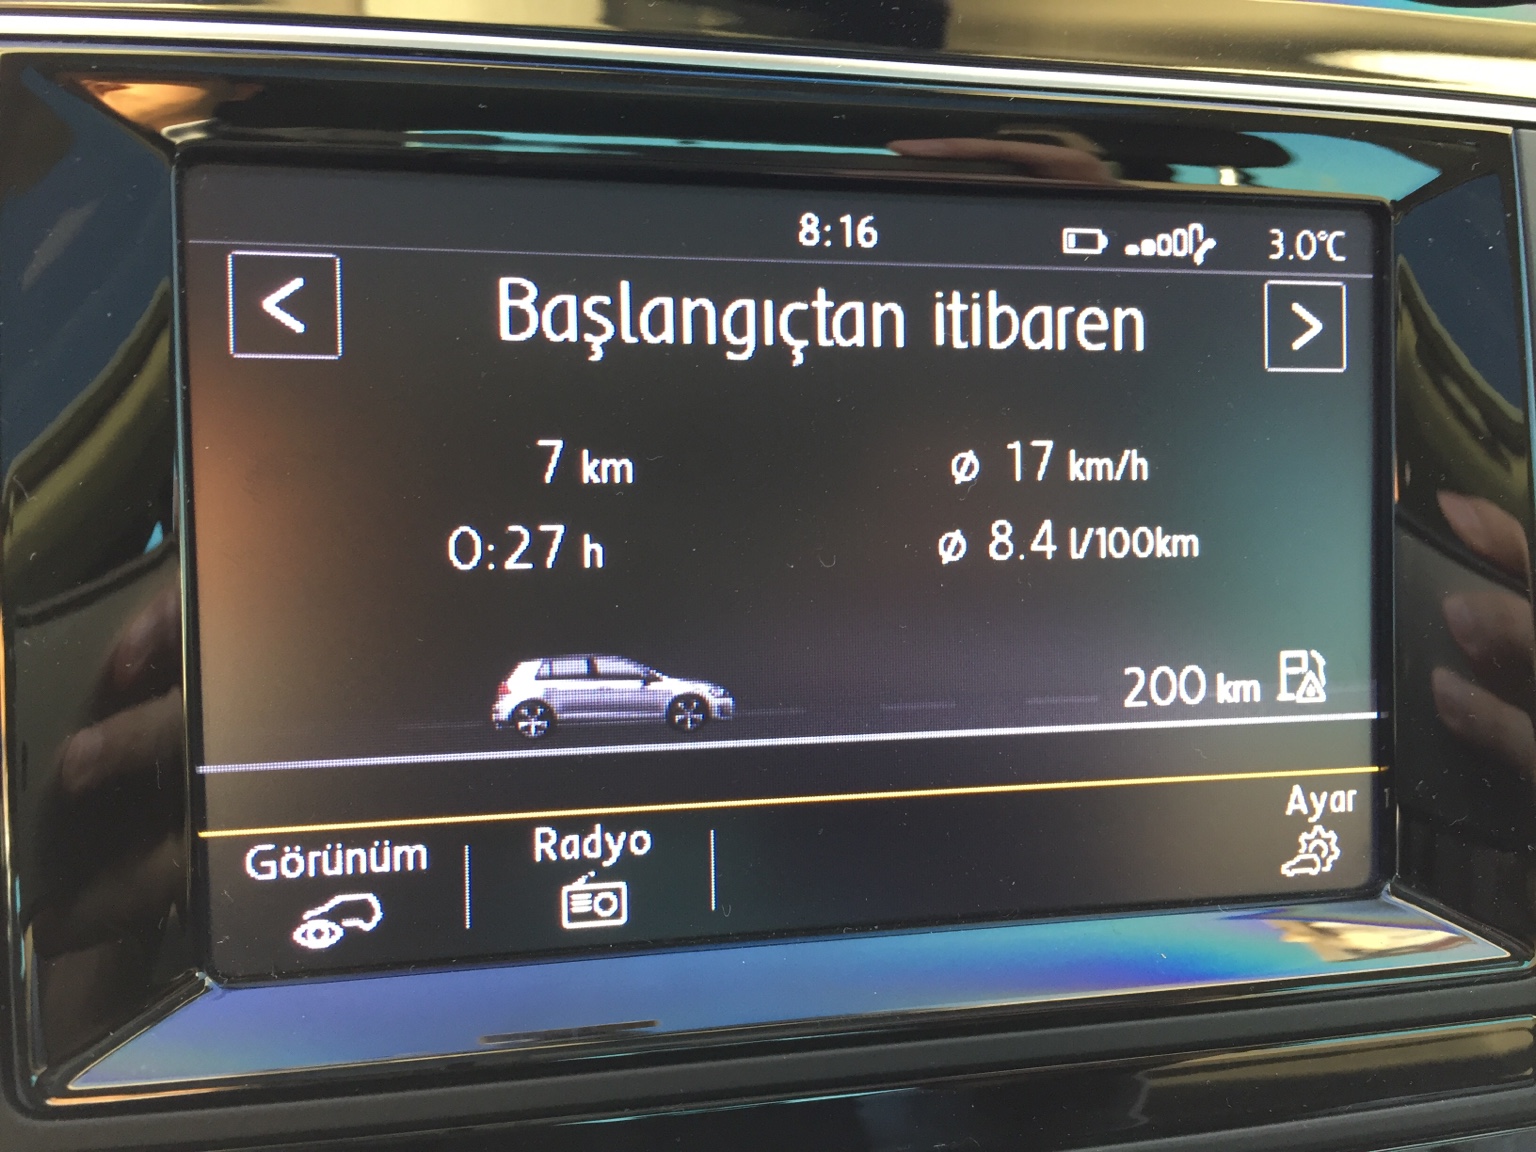 8:16 3.0°C
< Başlangıçtan itibaren >
7 km ø 17 km/h
0:27 h ø 8.4 l/100km
200 km
Görünüm Radyo Ayar